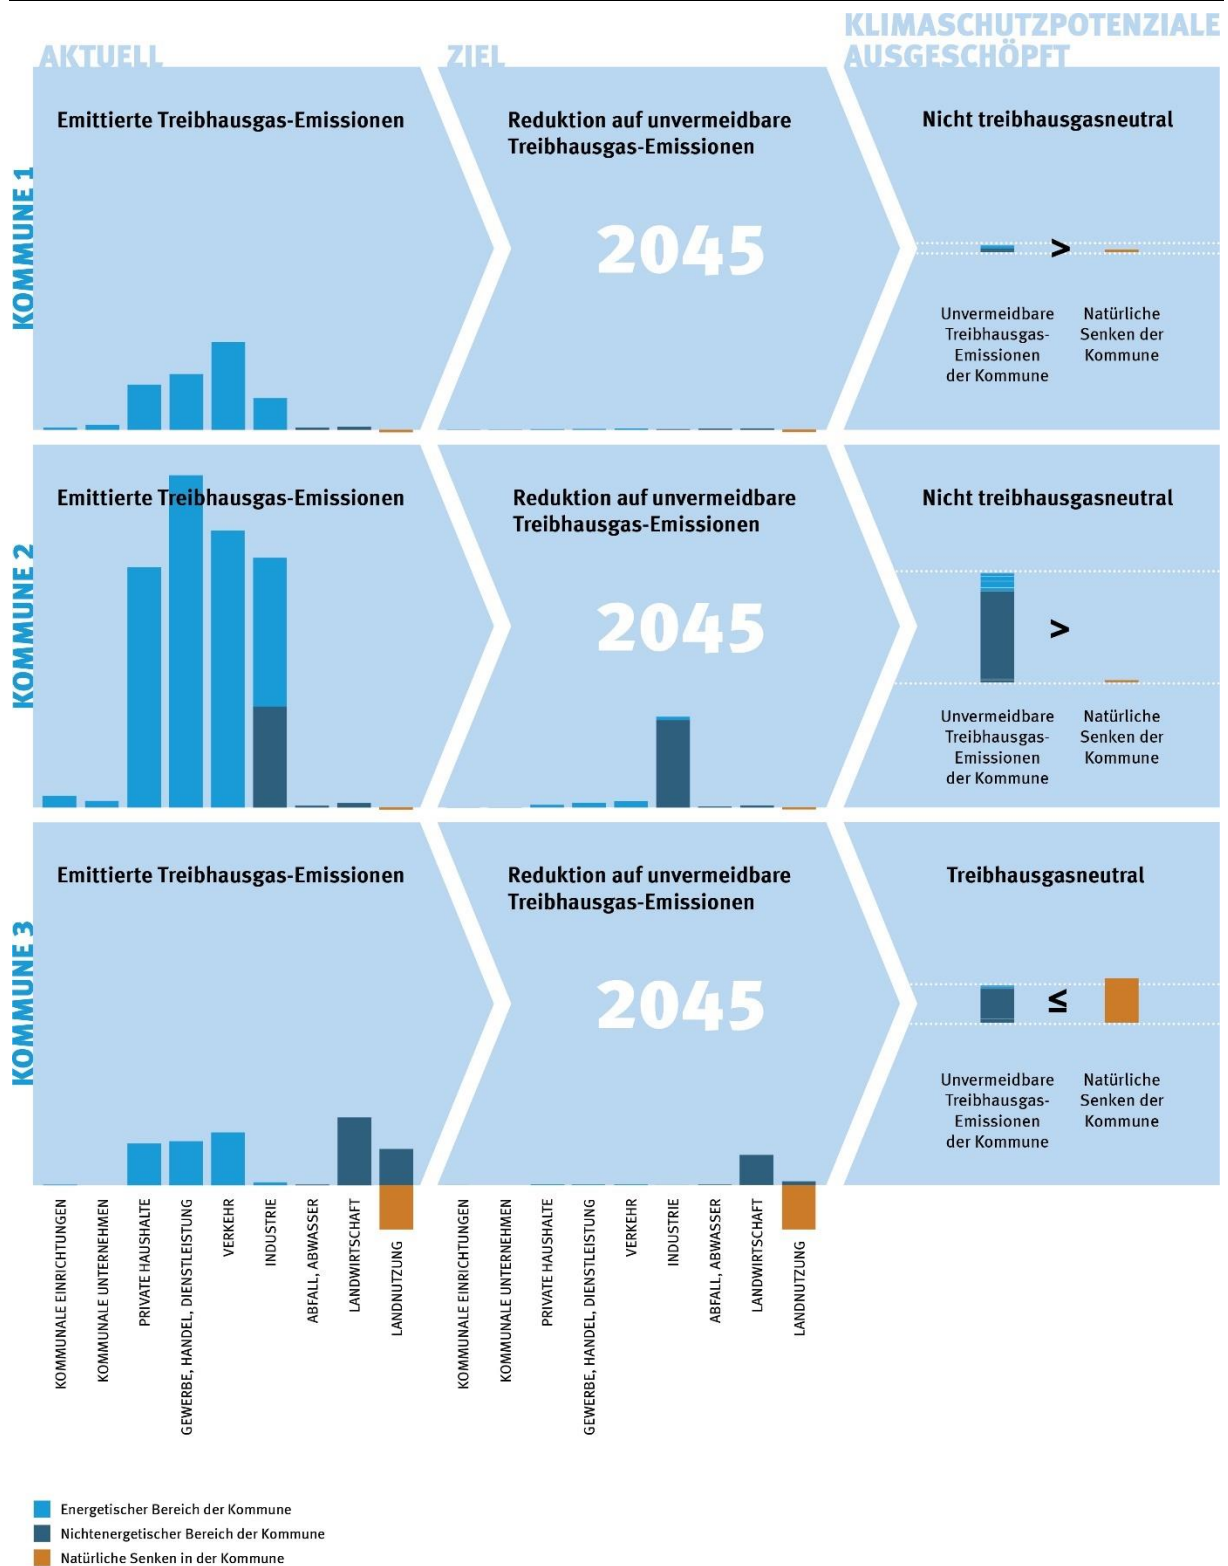 AKTUELL
ZIEL
KLIMASCHUTZPOTENZIALE
AUSGESCHÖPFT
KOMMUNE 1
Emittierte Treibhausgas-Emissionen
Reduktion auf unvermeidbare
Treibhausgas-Emissionen
2045
Nicht treibhausgasneutral
>
Unvermeidbare
Treibhausgas-
Emissionen
der Kommune
Natürliche
Senken der
Kommune
KOMMUNE 2
Emittierte Treibhausgas-Emissionen
Reduktion auf unvermeidbare
Treibhausgas-Emissionen
2045
Nicht treibhausgasneutral
>
Unvermeidbare
Treibhausgas-
Emissionen
der Kommune
Natürliche
Senken der
Kommune
KOMMUNE 3
Emittierte Treibhausgas-Emissionen
Reduktion auf unvermeidbare
Treibhausgas-Emissionen
2045
Treibhausgasneutral
≤
Unvermeidbare
Treibhausgas-
Emissionen
der Kommune
Natürliche
Senken der
Kommune
KOMMUNALE EINRICHTUNGEN
KOMMUNALE UNTERNEHMEN
PRIVATE HAUSHALTE
GEWERBE, HANDEL, DIENSTLEISTUNG
VERKEHR
INDUSTRIE
ABFALL, ABWASSER
LANDWIRTSCHAFT
LANDNUTZUNG
KOMMUNALE EINRICHTUNGEN
KOMMUNALE UNTERNEHMEN
PRIVATE HAUSHALTE
GEWERBE, HANDEL, DIENSTLEISTUNG
VERKEHR
INDUSTRIE
ABFALL, ABWASSER
LANDWIRTSCHAFT
LANDNUTZUNG
Energetischer Bereich der Kommune
Nichtenergetischer Bereich der Kommune
Natürliche Senken in der Kommune